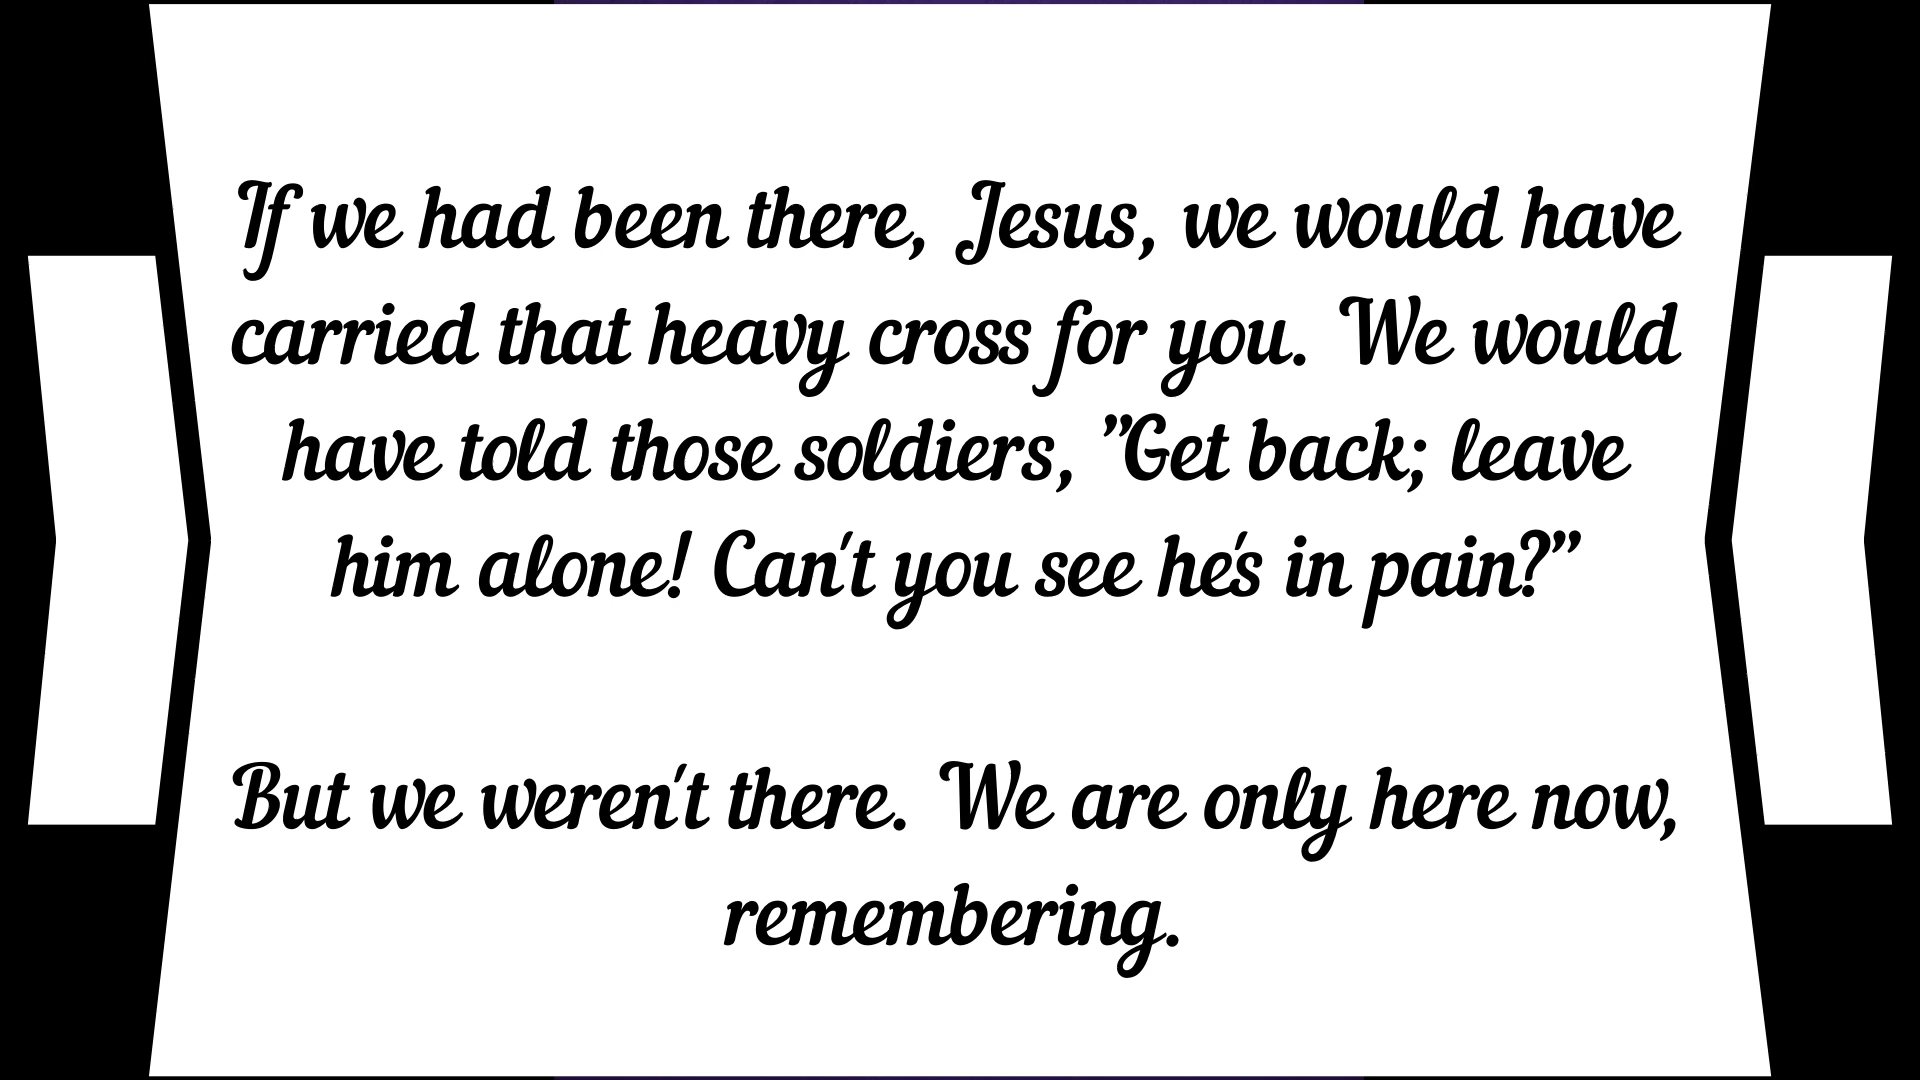 If we had been there, Jesus, we would have
carried that heavy cross for you. We would
have told those soldiers, ”Get back; leave
him alone! Can't you see he's in pain?”
But we weren't there. We are only here now,
remembering.